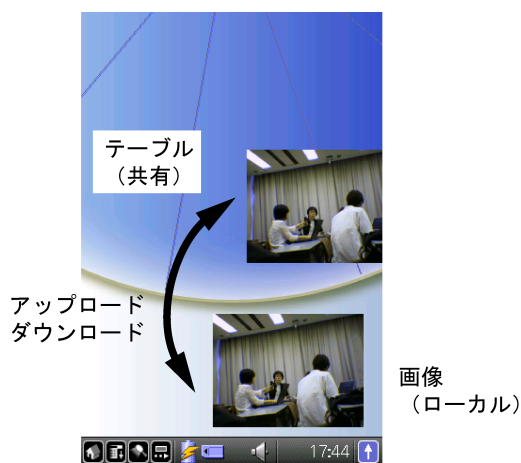 テーブル
（共有）
アップロード
ダウンロード
画像
（ローカル）
17:44